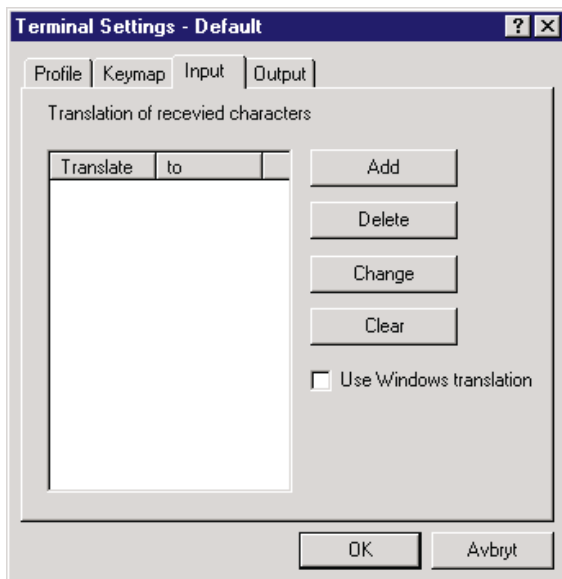 Terminal Settings - Default
Profile Keymap Input Output
Translation of recevied characters
Translate to
Add
Delete
Change
Clear
Use Windows translation
OK Avbryt